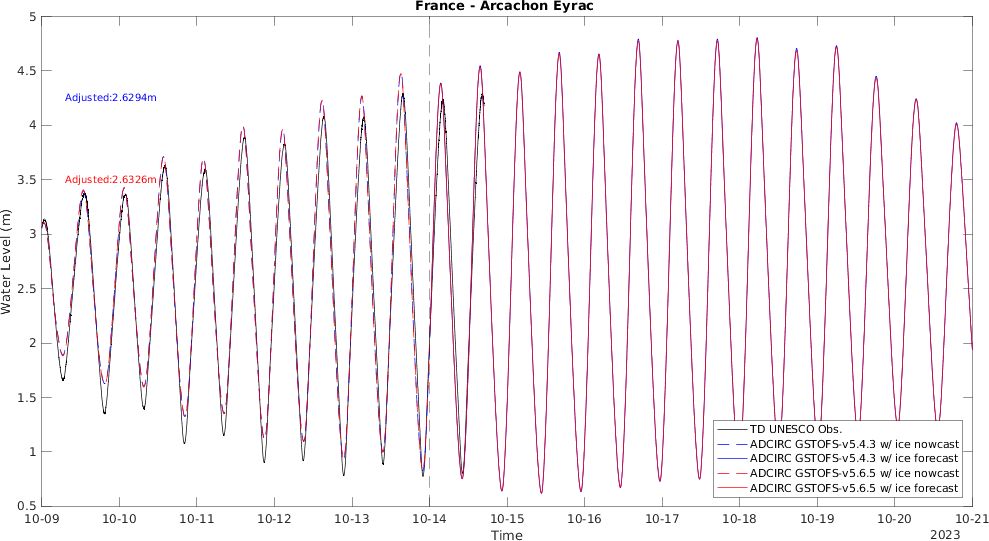 France - Arcachon Eyrac
5
4.5
4
3.5
3
2.5
2
1.5
1
0.5
Water Level (m)
Adjusted:2.6294m
Adjusted:2.6326m
TD UNESCO Obs.
ADCIRC GSTOFS-v5.4.3 w/ ice nowcast
ADCIRC GSTOFS-v5.4.3 w/ ice forecast
ADCIRC GSTOFS-v5.6.5 w/ ice nowcast
ADCIRC GSTOFS-v5.6.5 w/ ice forecast
10-09 10-10 10-11 10-12 10-13 10-14 10-15 10-16 10-17 10-18 10-19 10-20 10-21
Time
2023